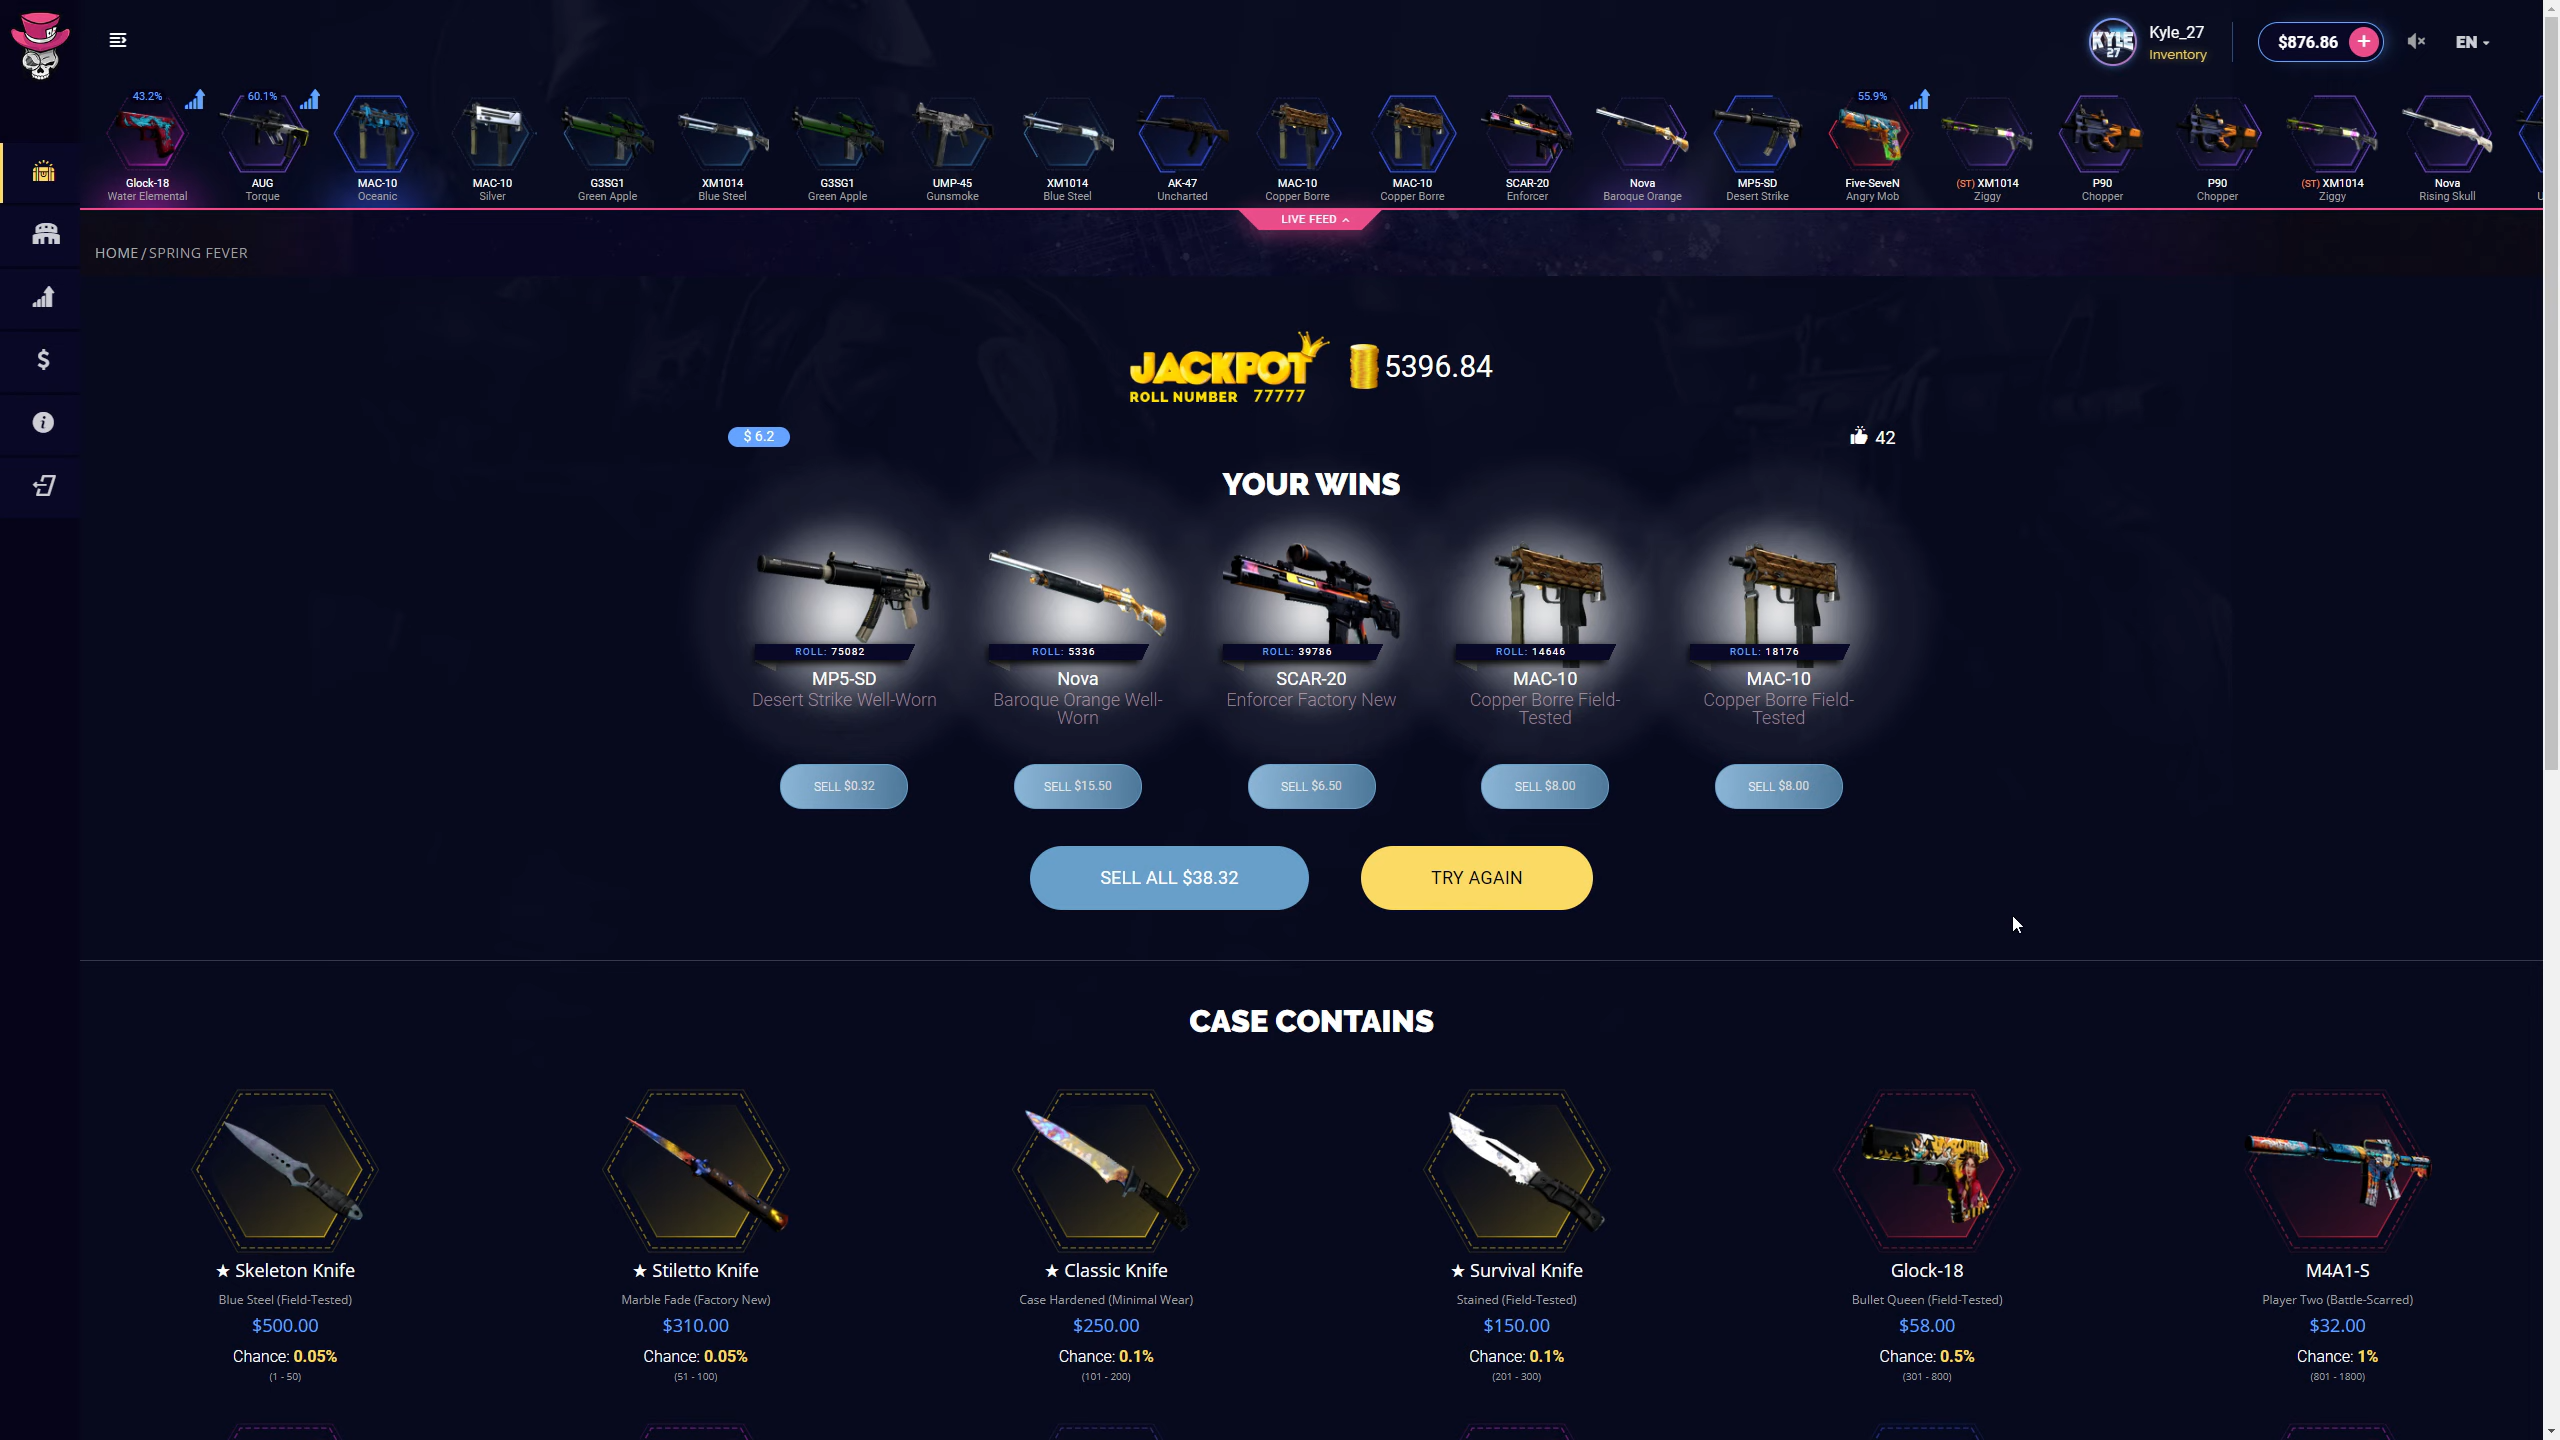 Kyle_27
Inventory
$876.86
EN
KYLE
27
43.2%
60.1%
55.9%
Glock-18
Water Elemental
AUG
Torque
MAC-10
Oceanic
MAC-10
Silver
G3SG1
Green Apple
XM1014
Blue Steel
G3SG1
Green Apple
UMP-45
Gunsmoke
XM1014
Blue Steel
AK-47
Uncharted
MAC-10
Copper Borre
MAC-10
Copper Borre
SCAR-20
Enforcer
Nova
Baroque Orange
MP5-SD
Desert Strike
Five-SeveN
Angry Mob
(ST) XM1014
Ziggy
P90
Chopper
P90
Chopper
(ST) XM1014
Ziggy
Nova
Rising Skull
LIVE FEED
HOME / SPRING FEVER
JACKPOT
ROLL NUMBER 77777
5396.84
$ 6.2
42
YOUR WINS
ROLL: 75082
MP5-SD
Desert Strike Well-Worn
SELL $0.32
ROLL: 5336
Nova
Baroque Orange Well-
Worn
SELL $15.50
ROLL: 39786
SCAR-20
Enforcer Factory New
SELL $6.50
ROLL: 14646
MAC-10
Copper Borre Field-
Tested
SELL $8.00
ROLL: 18176
MAC-10
Copper Borre Field-
Tested
SELL $8.00
SELL ALL $38.32
TRY AGAIN
CASE CONTAINS
★ Skeleton Knife
Blue Steel (Field-Tested)
$500.00
Chance: 0.05%
(1 - 50)
★ Stiletto Knife
Marble Fade (Factory New)
$310.00
Chance: 0.05%
(51 - 100)
★ Classic Knife
Case Hardened (Minimal Wear)
$250.00
Chance: 0.1%
(101 - 200)
★ Survival Knife
Stained (Field-Tested)
$150.00
Chance: 0.1%
(201 - 300)
Glock-18
Bullet Queen (Field-Tested)
$58.00
Chance: 0.5%
(301 - 800)
M4A1-S
Player Two (Battle-Scarred)
$32.00
Chance: 1%
(801 - 1800)